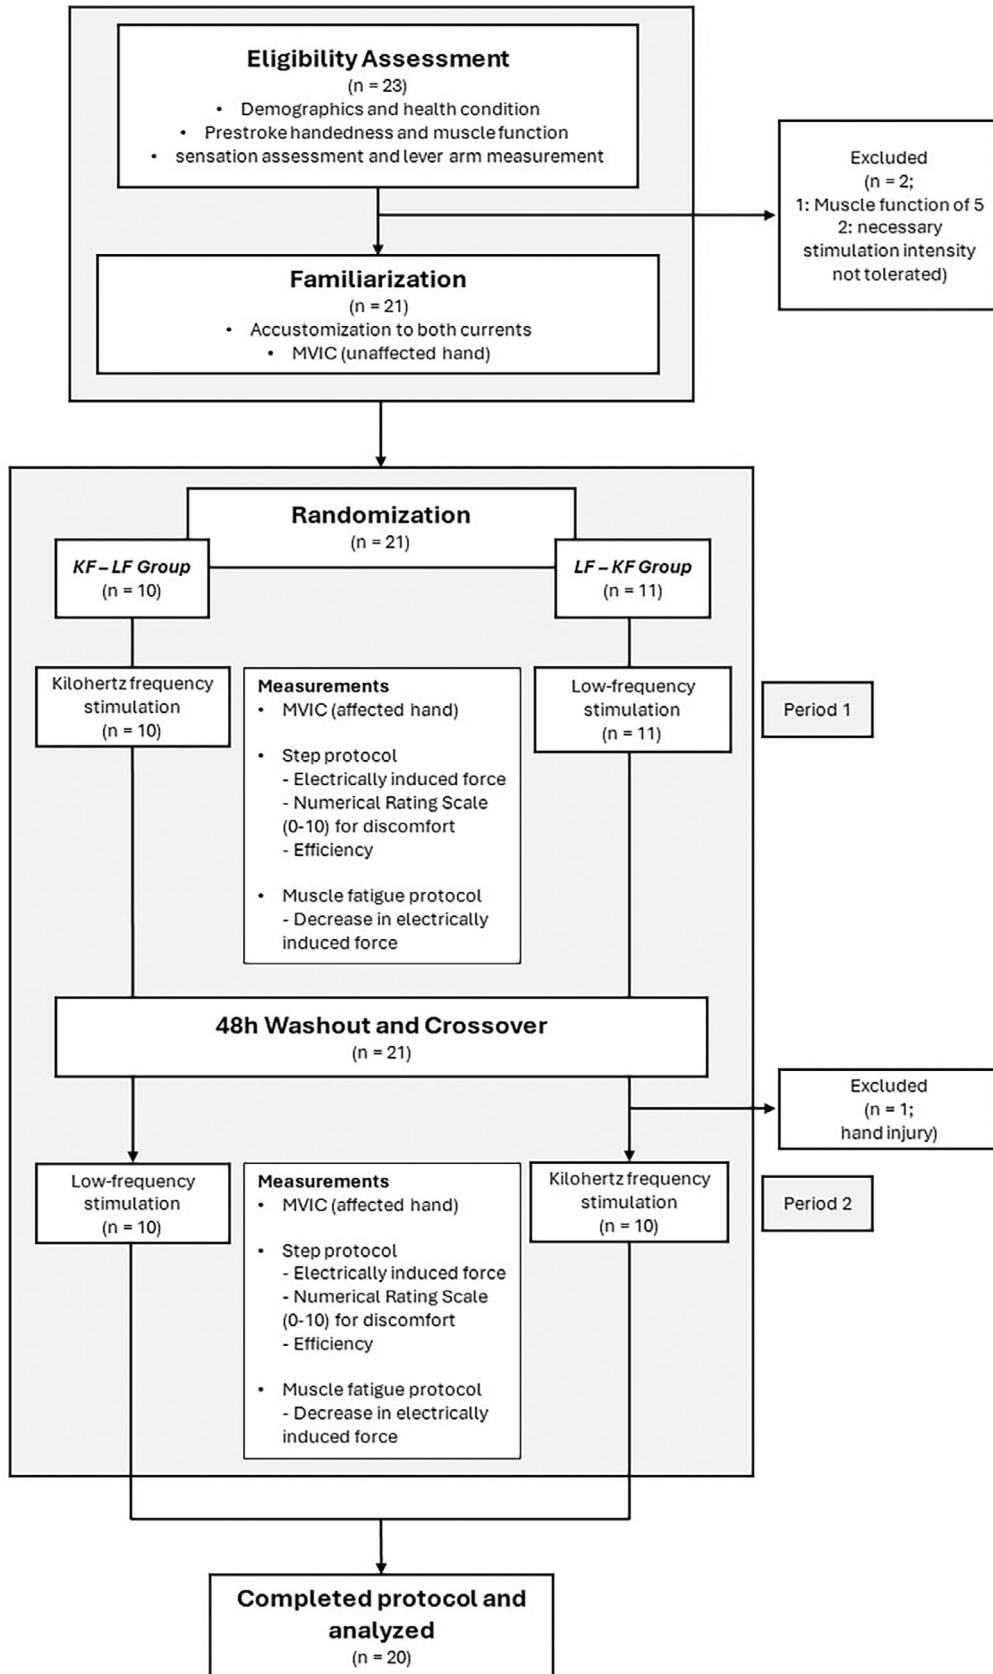 Eligibility Assessment
(n = 23)
• Demographics and health condition
• Prestroke handedness and muscle function
• sensation assessment and lever arm measurement
Excluded
(n = 2;
1: Muscle function of 5
2: necessary
stimulation intensity
not tolerated)
Familiarization
(n = 21)
• Accustomization to both currents
• MVIC (unaffected hand)
Randomization
(n = 21)
KF – LF Group
(n = 10)
LF – KF Group
(n = 11)
Kilohertz frequency
stimulation
(n = 10)
Measurements
• MVIC (affected hand)
• Step protocol
- Electrically induced force
- Numerical Rating Scale
(0-10) for discomfort
- Efficiency
• Muscle fatigue protocol
- Decrease in electrically
induced force
Low-frequency
stimulation
(n = 11)
Period 1
48h Washout and Crossover
(n = 21)
Excluded
(n = 1;
hand injury)
Low-frequency
stimulation
(n = 10)
Measurements
• MVIC (affected hand)
• Step protocol
- Electrically induced force
- Numerical Rating Scale
(0-10) for discomfort
- Efficiency
• Muscle fatigue protocol
- Decrease in electrically
induced force
Kilohertz frequency
stimulation
(n = 10)
Period 2
Completed protocol and
analyzed
(n = 20)